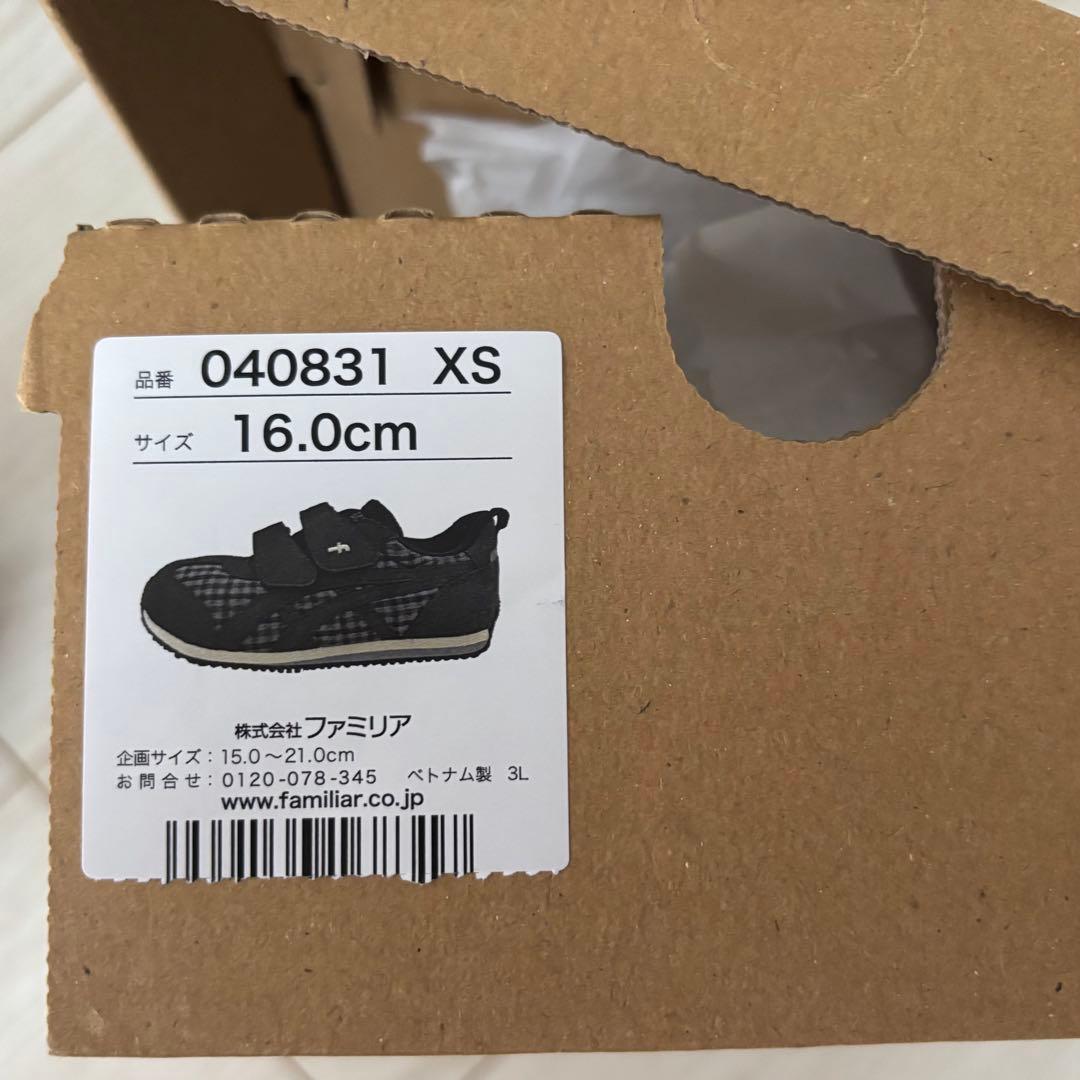 品番 040831 XS
サイズ 16.0cm
f
株式会社ファミリア
企画サイズ：15.0～21.0cm
お問合せ：0120-078-345 ベトナム製 3L
www.familiar.co.jp